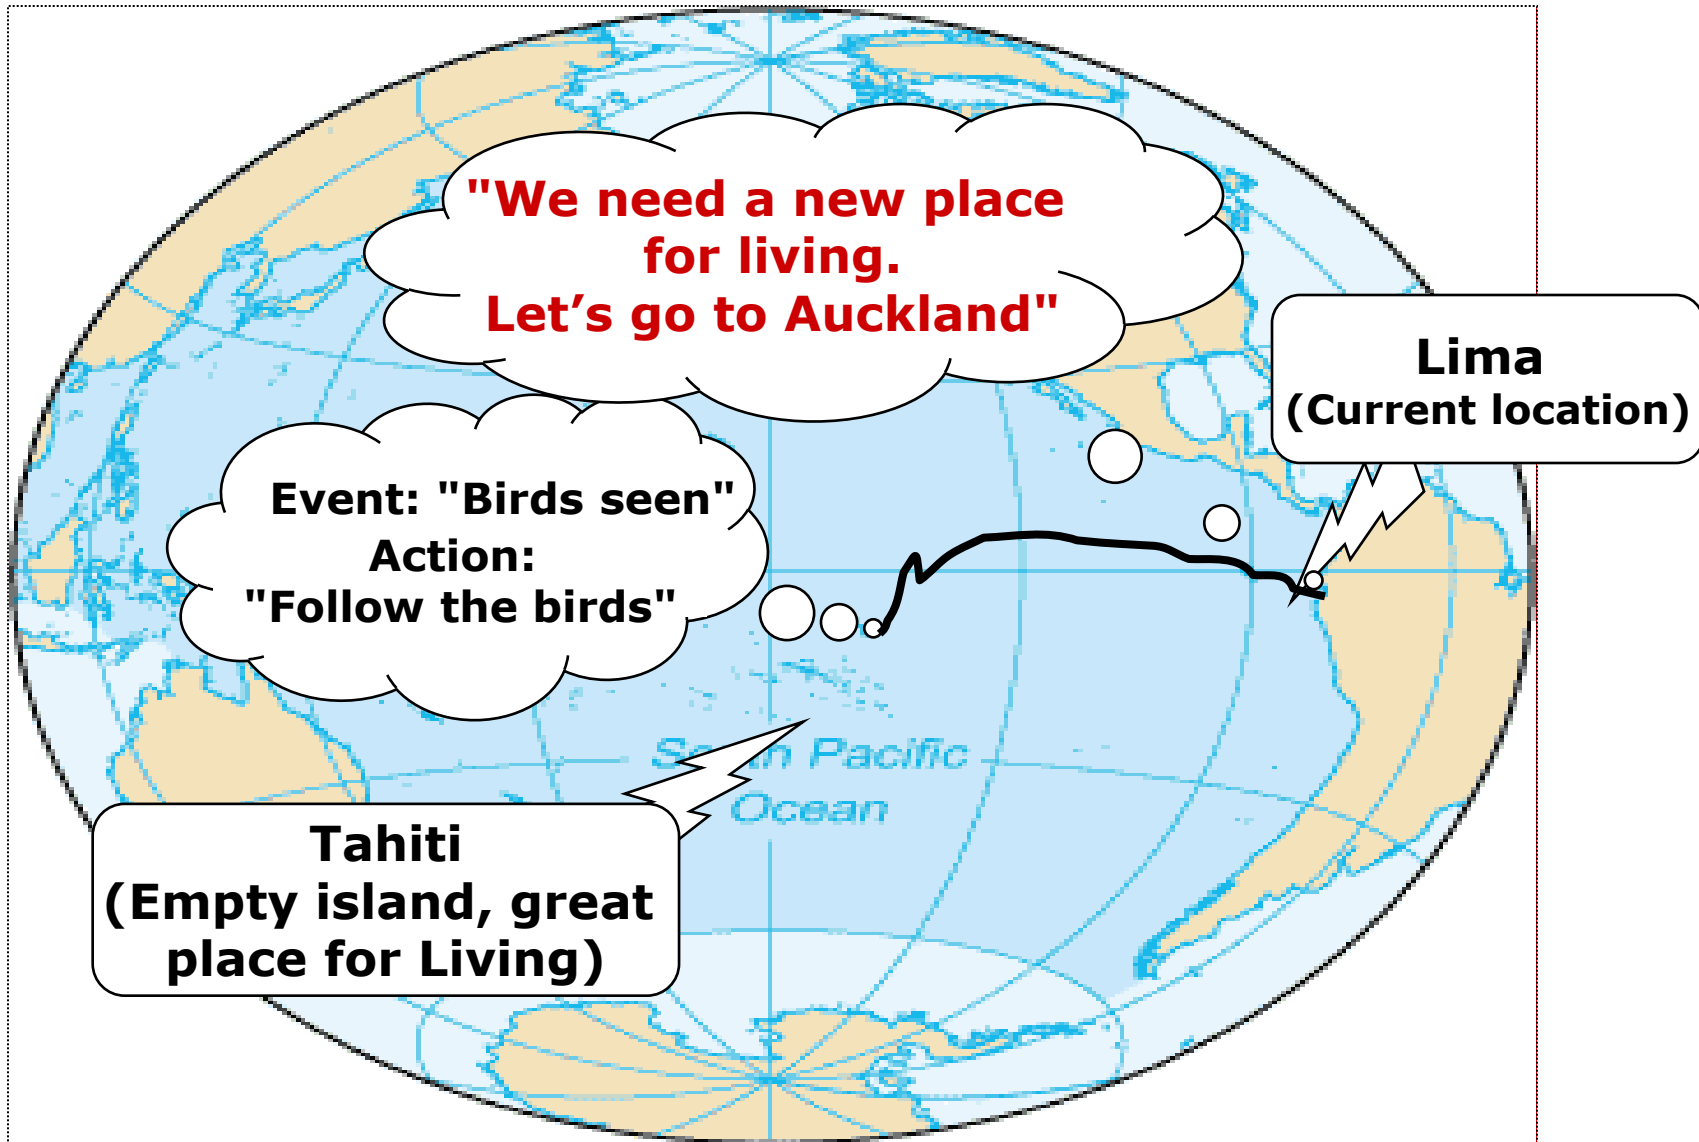 "We need a new place
for living.
Let’s go to Auckland"
Lima
(Current location)
Event: "Birds seen"
Action:
"Follow the birds"
South Pacific
Ocean
Tahiti
(Empty island, great
place for Living)